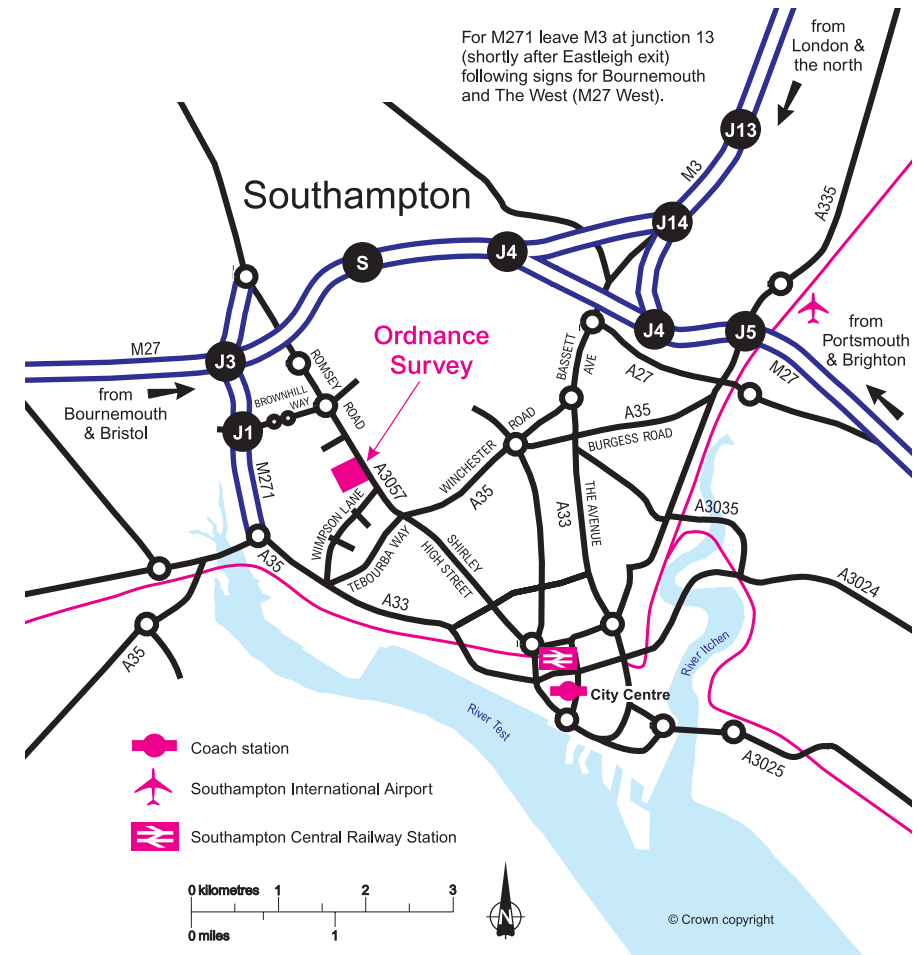 For M271 leave M3 at junction 13
(shortly after Eastleigh exit)
following signs for Bournemouth
and The West (M27 West).
from
London &
the north
J13
M3
A335
Southampton
J14
J4
S
J4
J5
from
Portsmouth
& Brighton
M27
Ordnance
Survey
M27
J3
from
Bournemouth
& Bristol
ROMSEY
ROAD
BROWNHILL
WAY
J1
M271
BASSETT
AVE
A27
A35
BURGESS ROAD
WINCHESTER
ROAD
A35
A3057
WIMPSON LANE
TEBOURBA WAY
SHIRLEY
HIGH STREET
A33
THE AVENUE
A3035
A3024
A35
A33
A35
River Itchen
City Centre
River Test
A3025
Coach station
Southampton International Airport
Southampton Central Railway Station
0 kilometres 1 2 3
0 miles 1
N
© Crown copyright